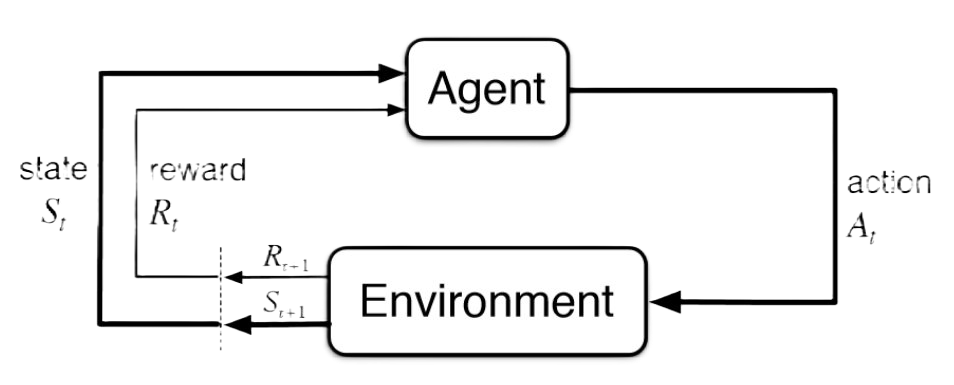 Agent
state
S_t
reward
R_t
action
A_t
R_{t+1}
S_{t+1}
Environment